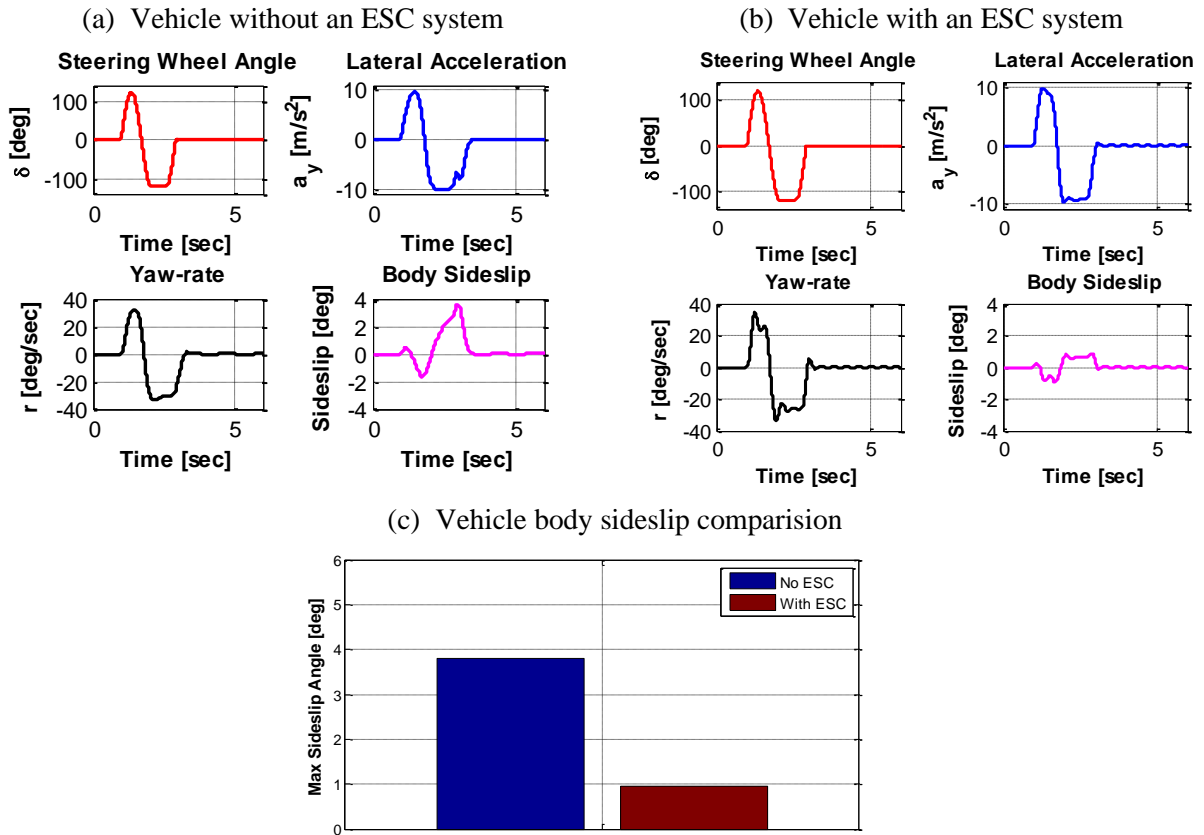 (a) Vehicle without an ESC system
Steering Wheel Angle
Lateral Acceleration
δ [deg]
100
0
-100
0
5
Time [sec]
a_y [m/s²]
10
0
-10
0
5
Time [sec]
Yaw-rate
Body Sideslip
r [deg/sec]
40
20
0
-20
-40
0
5
Time [sec]
Sideslip [deg]
4
2
0
-2
-4
0
5
Time [sec]
(b) Vehicle with an ESC system
Steering Wheel Angle
Lateral Acceleration
δ [deg]
100
0
-100
0
5
Time [sec]
a_y [m/s²]
10
0
-10
0
5
Time [sec]
Yaw-rate
Body Sideslip
r [deg/sec]
40
20
0
-20
-40
0
5
Time [sec]
Sideslip [deg]
4
2
0
-2
-4
0
5
Time [sec]
(c) Vehicle body sideslip comparision
Max Sideslip Angle [deg]
6
5
4
3
2
1
0
No ESC
With ESC